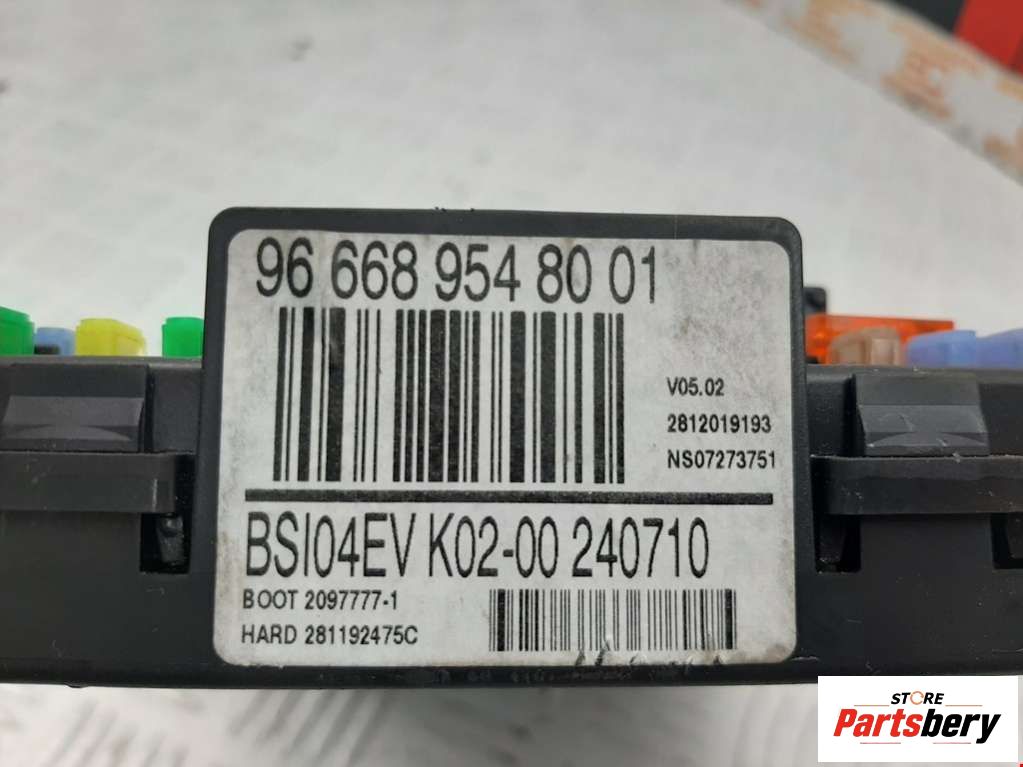 96 668 954 80 01
V05.02
2812019193
NS07273751
BSI04EV K02-00 240710
BOOT 2097777-1
HARD 281192475C
STORE
Partsbery